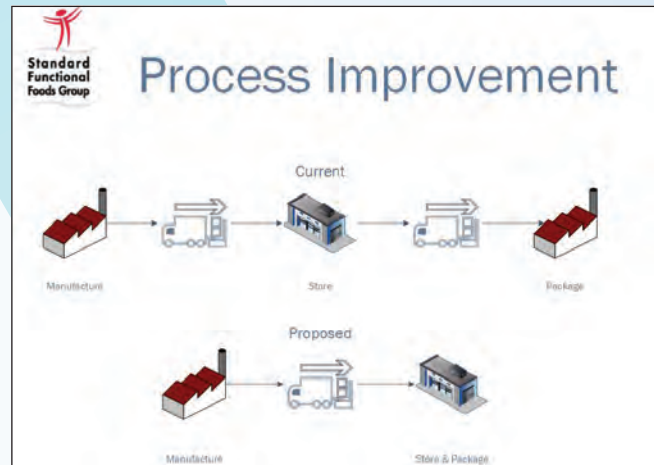 Standard
Functional
Foods Group
Process Improvement
Current
Manufacture
Store
Package
Proposed
Manufacture
Store & Package